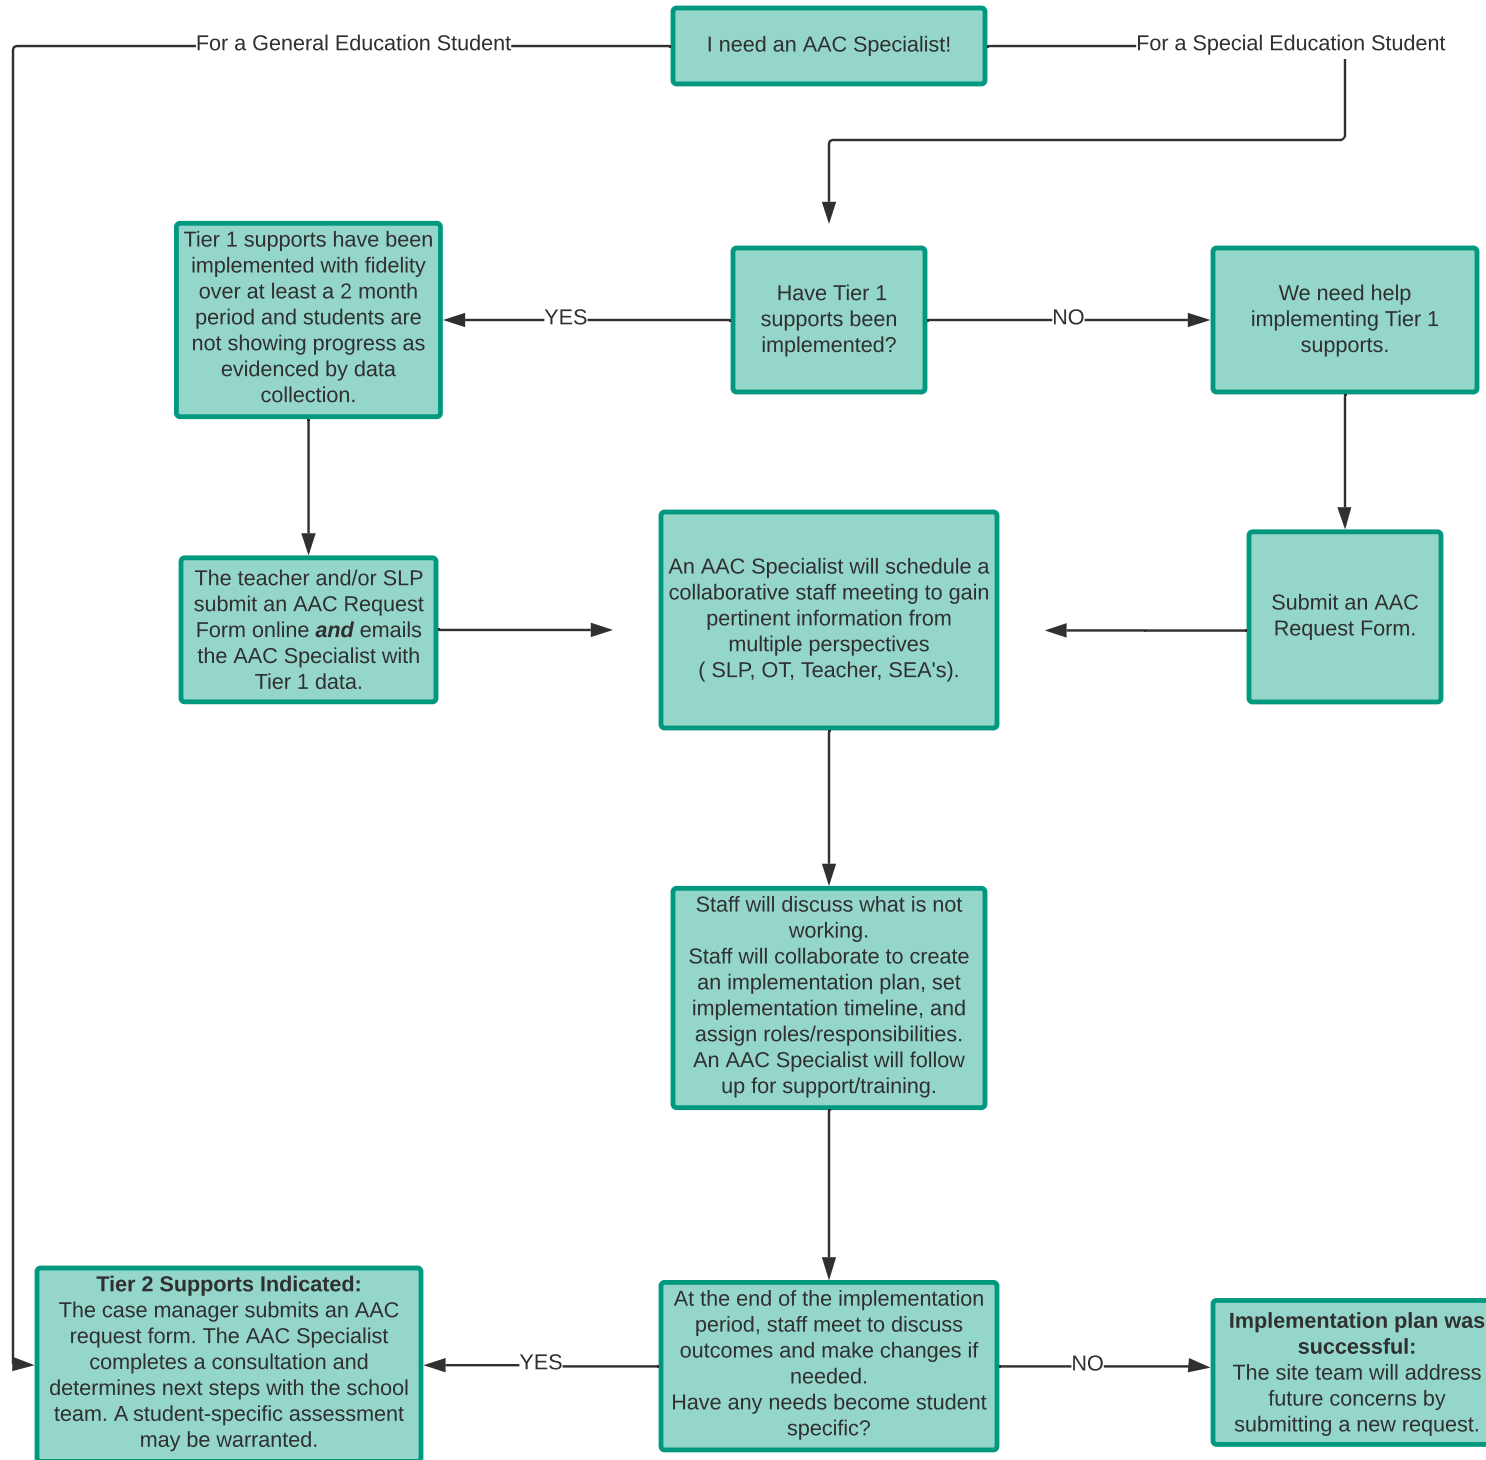 For a General Education Student
I need an AAC Specialist!
For a Special Education Student
Tier 1 supports have been
implemented with fidelity
over at least a 2 month
period and students are
not showing progress as
evidenced by data
collection.
YES
Have Tier 1
supports been
implemented?
NO
We need help
implementing Tier 1
supports.
The teacher and/or SLP
submit an AAC Request
Form online and emails
the AAC Specialist with
Tier 1 data.
An AAC Specialist will schedule a
collaborative staff meeting to gain
pertinent information from
multiple perspectives
( SLP, OT, Teacher, SEA's).
Submit an AAC
Request Form.
Staff will discuss what is not
working.
Staff will collaborate to create
an implementation plan, set
implementation timeline, and
assign roles/responsibilities.
An AAC Specialist will follow
up for support/training.
Tier 2 Supports Indicated:
The case manager submits an AAC
request form. The AAC Specialist
completes a consultation and
determines next steps with the school
team. A student-specific assessment
may be warranted.
YES
At the end of the implementation
period, staff meet to discuss
outcomes and make changes if
needed.
Have any needs become student
specific?
NO
Implementation plan was
successful:
The site team will address
future concerns by
submitting a new request.